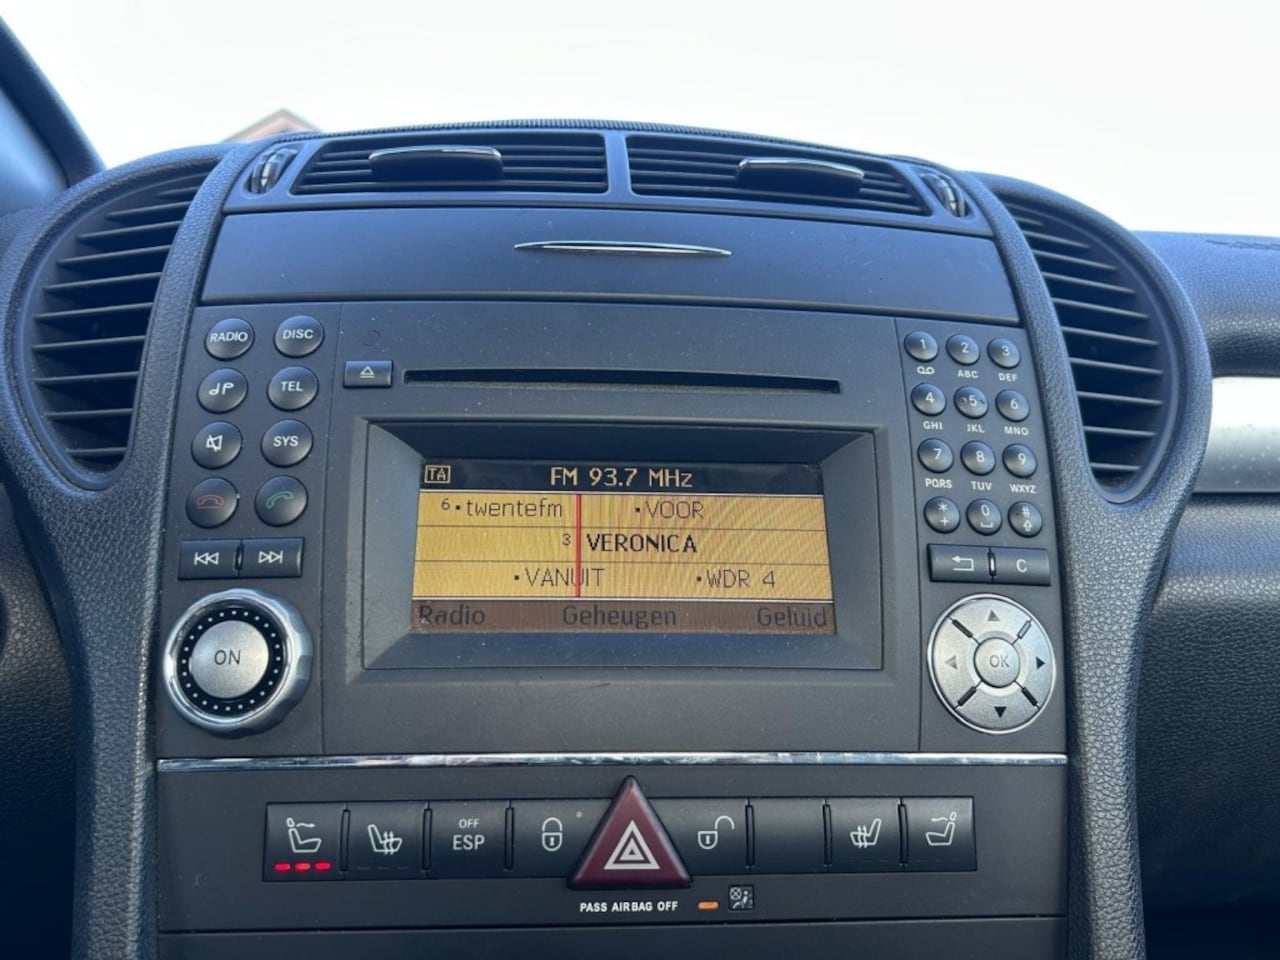 RADIO DISC
TEL
SYS
ON
TA FM 93.7 MHz
6 •twentefm •VOOR
3 VERONICA
•VANUIT •WDR 4
Radio Geheugen Geluid
1 2 3
ABC DEF
4 5 6
GHI JKL MNO
7 8 9
PQRS TUV WXYZ
* 0 #
+
C
OK
OFF
ESP
PASS AIRBAG OFF